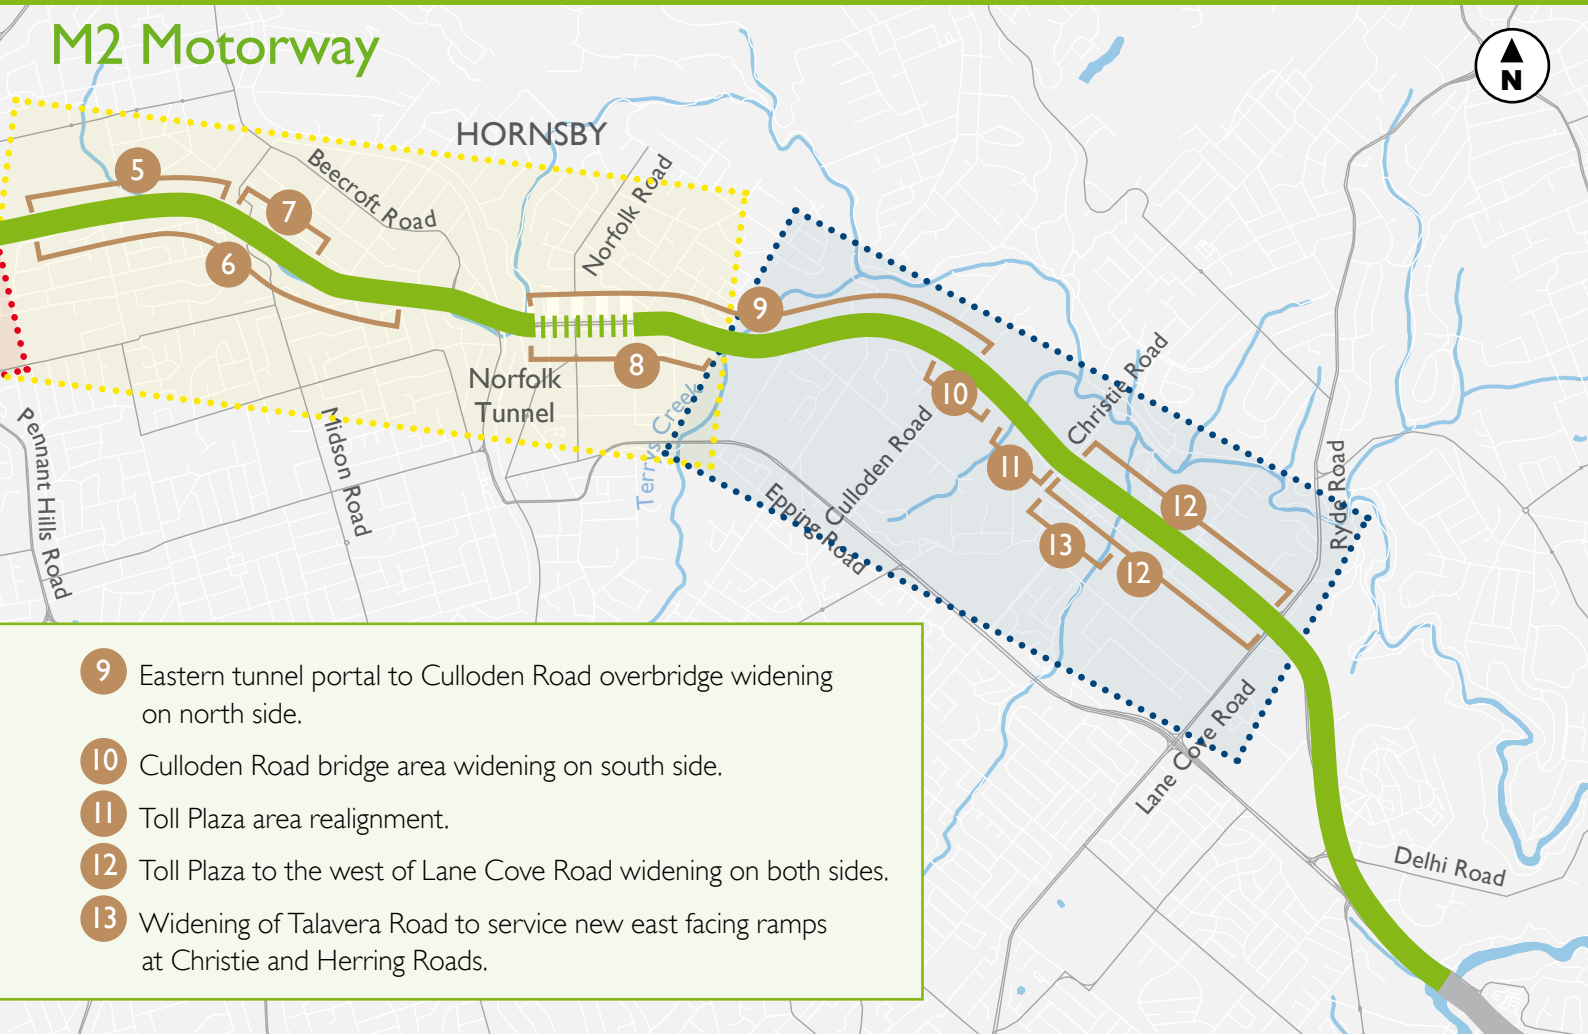 M2 Motorway
N
HORNSBY
5
7
6
Beecroft Road
Norfolk Road
9
8
Norfolk
Tunnel
Terrys Creek
10
Christie Road
Culloden Road
11
12
13
12
Ryde Road
Epping Road
Pennant Hills Road
Midson Road
Lane Cove Road
Delhi Road
9 Eastern tunnel portal to Culloden Road overbridge widening
on north side.
10 Culloden Road bridge area widening on south side.
11 Toll Plaza area realignment.
12 Toll Plaza to the west of Lane Cove Road widening on both sides.
13 Widening of Talavera Road to service new east facing ramps
at Christie and Herring Roads.